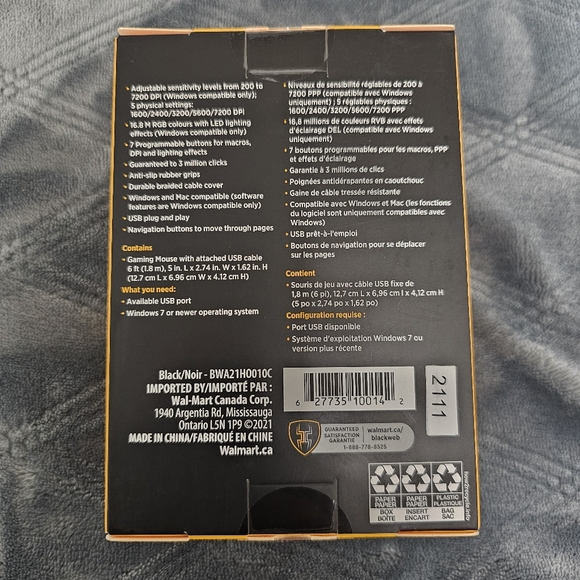 • Adjustable sensitivity levels from 200 to
7200 DPI (Windows compatible only);
5 physical settings:
1600/2400/3200/5600/7200 DPI
• 16.8 M RGB colours with LED lighting
effects (Windows compatible only)
• 7 Programmable buttons for macros,
DPI and lighting effects
• Guaranteed to 3 million clicks
• Anti-slip rubber grips
• Durable braided cable cover
• Windows and Mac compatible (software
features are Windows compatible only)
• USB plug and play
• Navigation buttons to move through pages
Contains
• Gaming Mouse with attached USB cable
6 ft (1.8 m), 5 in. L x 2.74 in. W x 1.62 in. H
(12.7 cm L x 6.96 cm W x 4,12 cm H)
What you need:
• Available USB port
• Windows 7 or newer operating system
• Niveaux de sensibilité réglables de 200 à
7200 PPP (compatible avec Windows
uniquement) ; 5 réglages physiques :
1600/2400/3200/5600/7200 PPP
• 16,8 millions de couleurs RVB avec effets
d'éclairage DEL (compatible avec Windows
uniquement)
• 7 boutons programmables pour les macros, PPP
et effets d'éclairage
• Garantie à 3 millions de clics
• Poignées antidérapantes en caoutchouc
• Gaine de câble tressée résistante
• Compatible avec Windows et Mac (les fonctions
du logiciel sont uniquement compatibles avec
Windows)
• USB prêt-à-l'emploi
• Boutons de navigation pour se déplacer
sur les pages
Contient
• Souris de jeu avec câble USB fixe de
1,8 m (6 pi), 12,7 cm L x 6,96 cm l x 4,12 cm H
(5 po x 2,74 po x 1,62 po)
Configuration requise :
• Port USB disponible
• Système d'exploitation Windows 7 ou
version plus récente
Black/Noir - BWA21HO010C
IMPORTED BY/IMPORTÉ PAR :
Wal-Mart Canada Corp.
1940 Argentia Rd, Mississauga
Ontario L5N 1P9 ©2021
MADE IN CHINA/FABRIQUÉ EN CHINE
Walmart.ca
6 27735 10014 2
2111
GUARANTEED
SATISFACTION
GARANTIE
walmart.ca/
blackweb
1-888-778-8525
PAPER
PAPIER
BOX
BOÎTE
PAPER
PAPIER
INSERT
ENCART
PLASTIC
PLASTIQUE
BAG
SAC
how2recycle.info